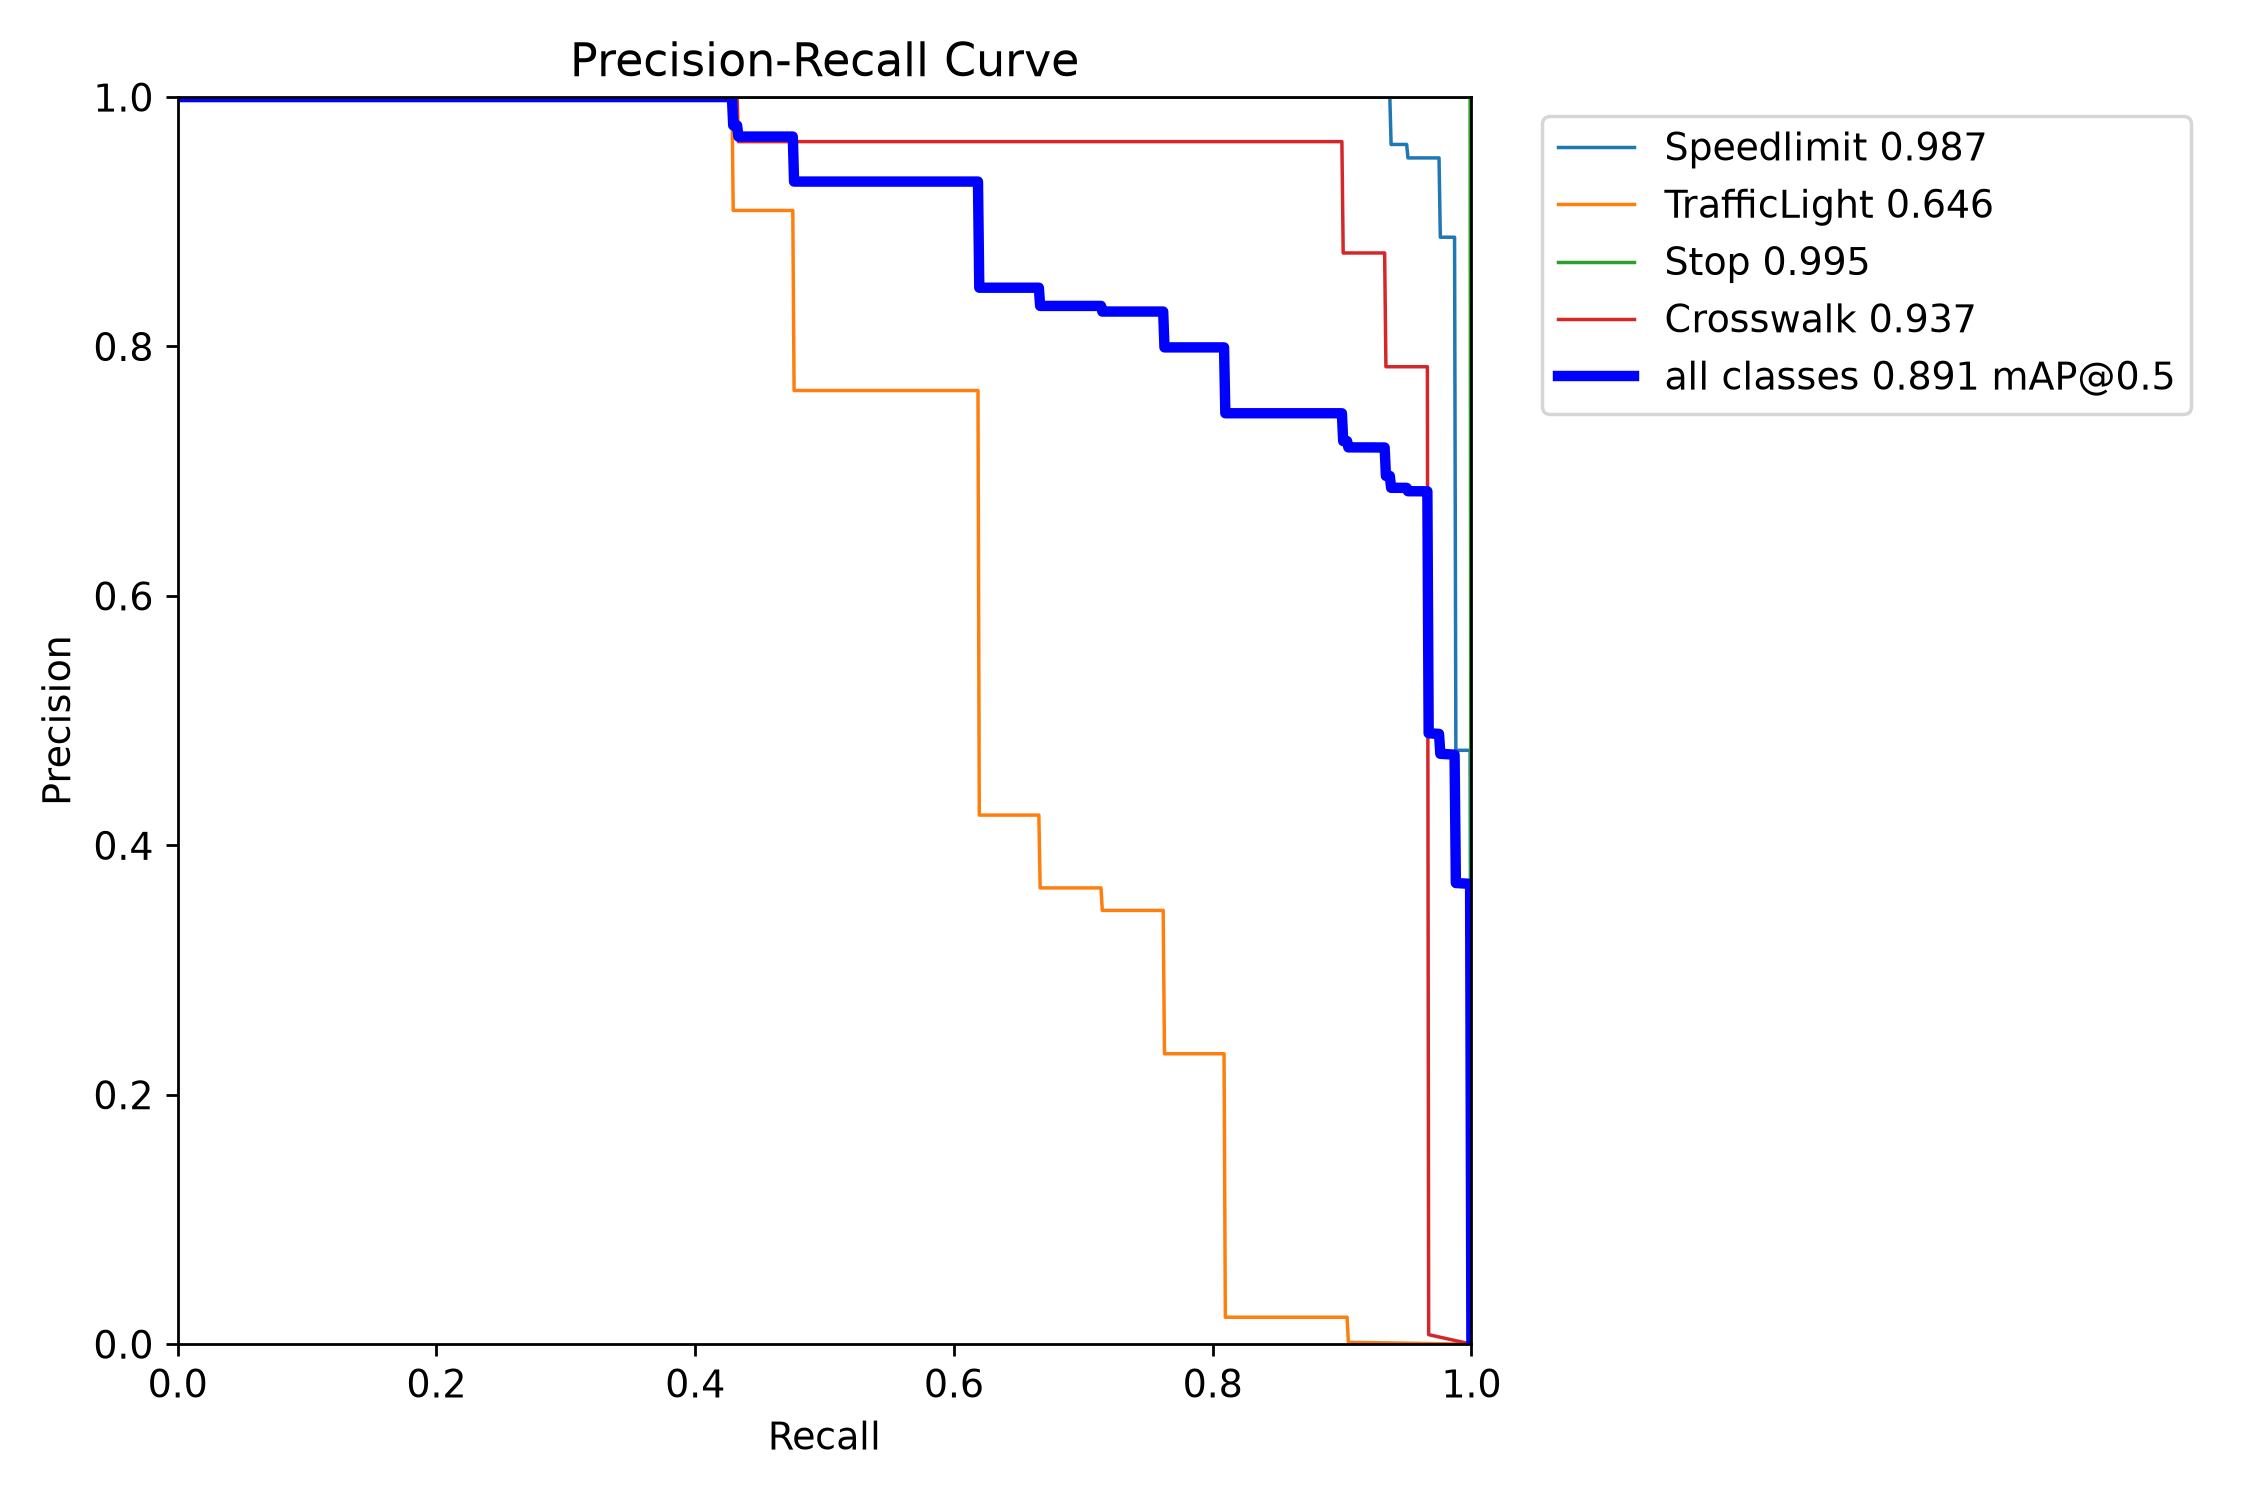 Precision-Recall Curve
1.0
0.8
0.6
0.4
0.2
0.0
Precision
0.0 0.2 0.4 0.6 0.8 1.0
Recall
Speedlimit 0.987
TrafficLight 0.646
Stop 0.995
Crosswalk 0.937
all classes 0.891 mAP@0.5